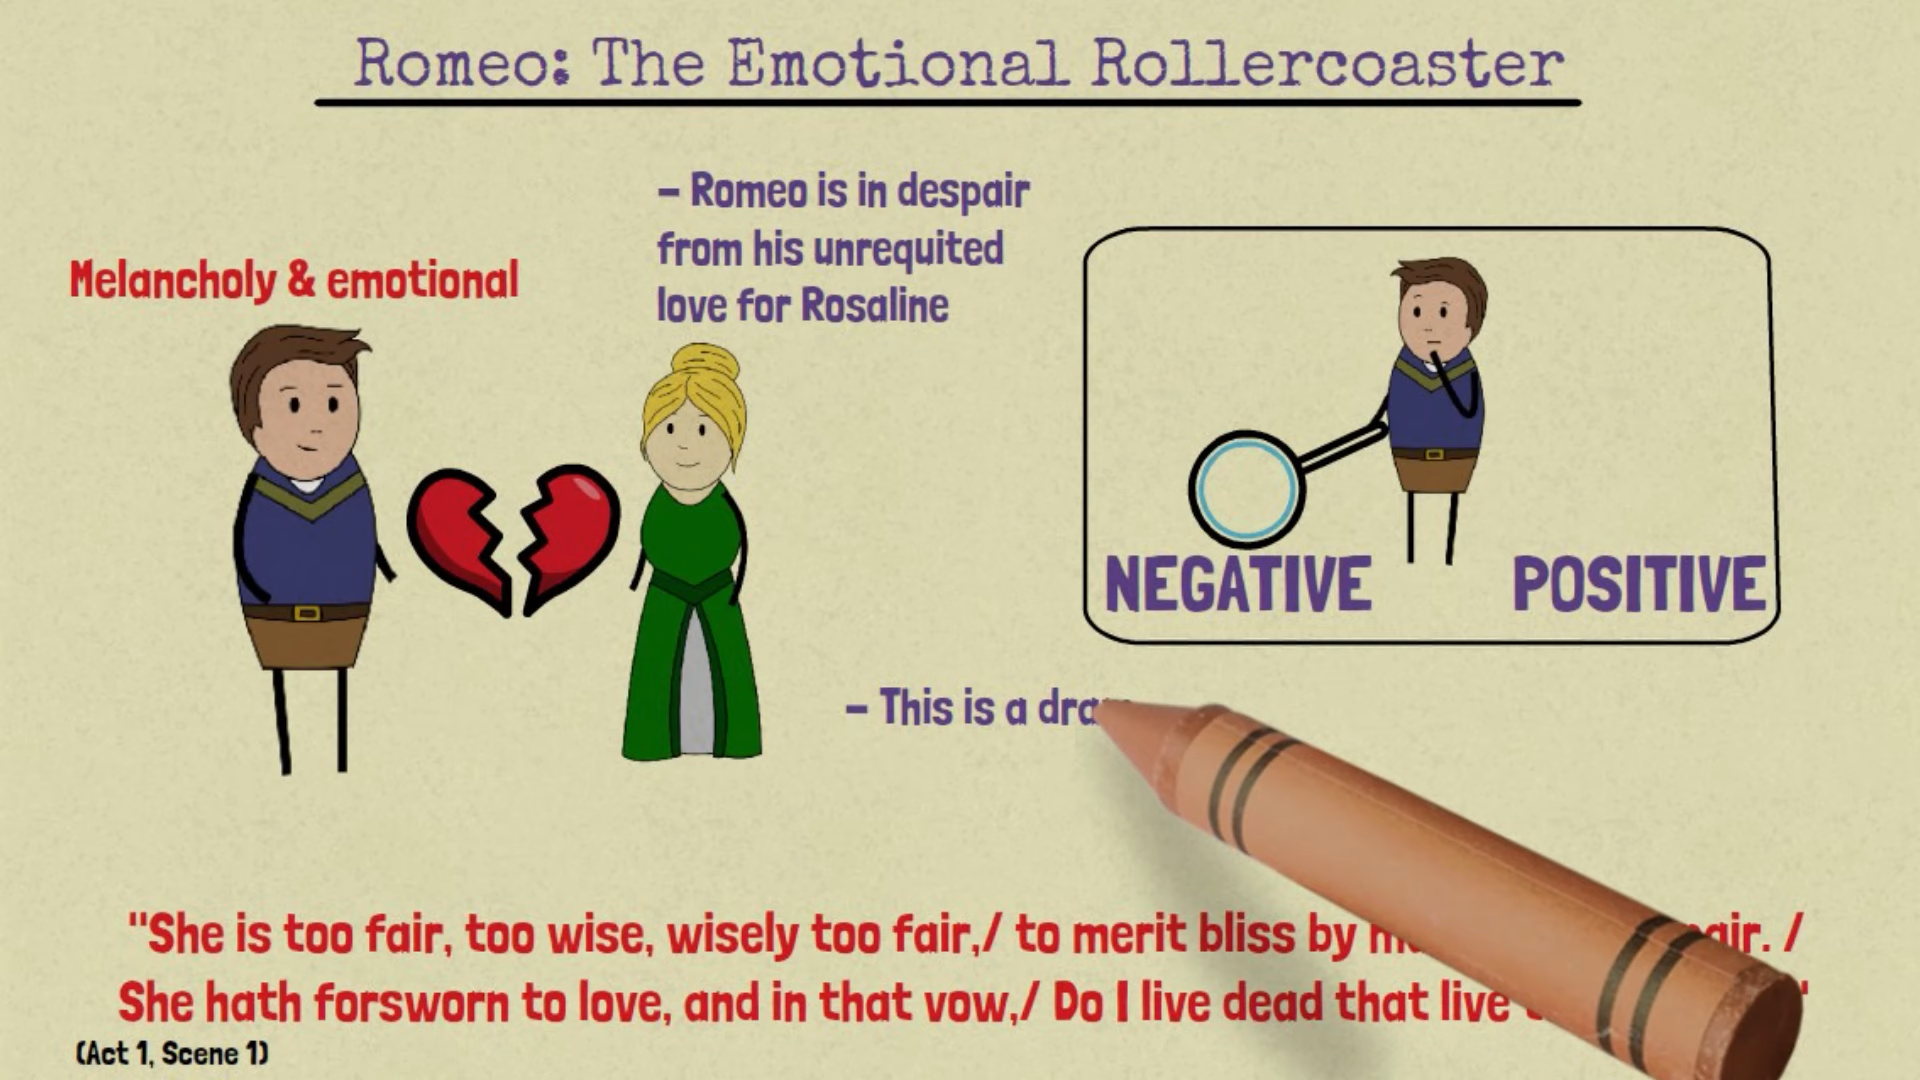 Romeo: The Emotional Rollercoaster
– Romeo is in despair
from his unrequited
love for Rosaline
Melancholy & emotional
NEGATIVE POSITIVE
– This is a
"She is too fair, too wise, wisely too fair,/ to merit bliss by
She hath forsworn to love, and in that vow,/ Do I live dead that live
(Act 1, Scene 1)